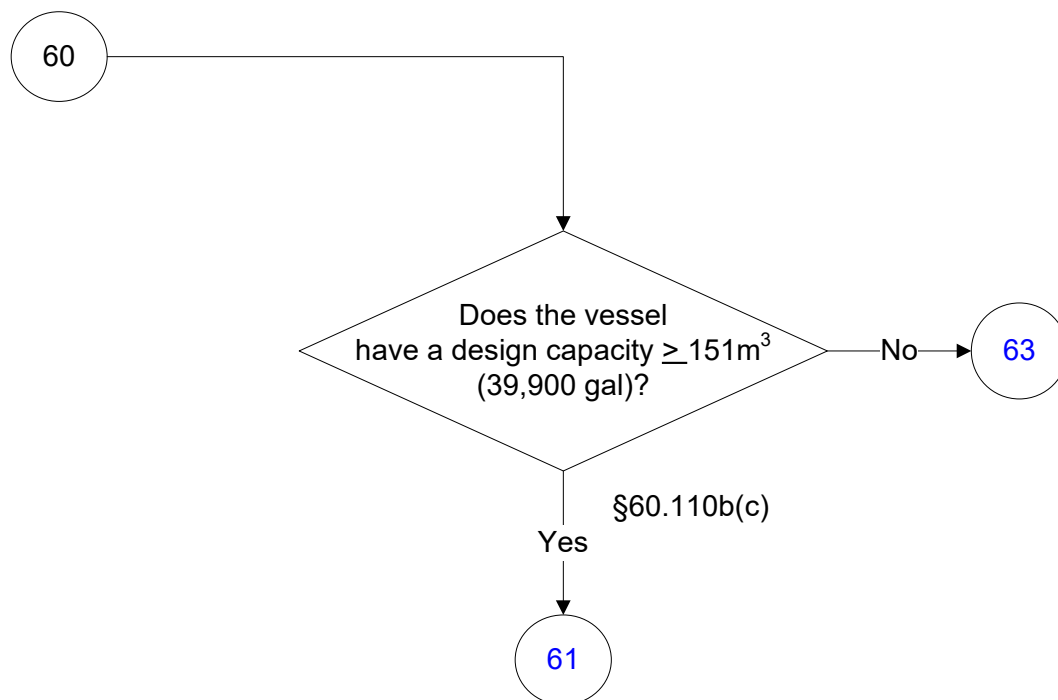 60
Does the vessel
have a design capacity ≥ 151m³
(39,900 gal)?
No
63
§60.110b(c)
Yes
61